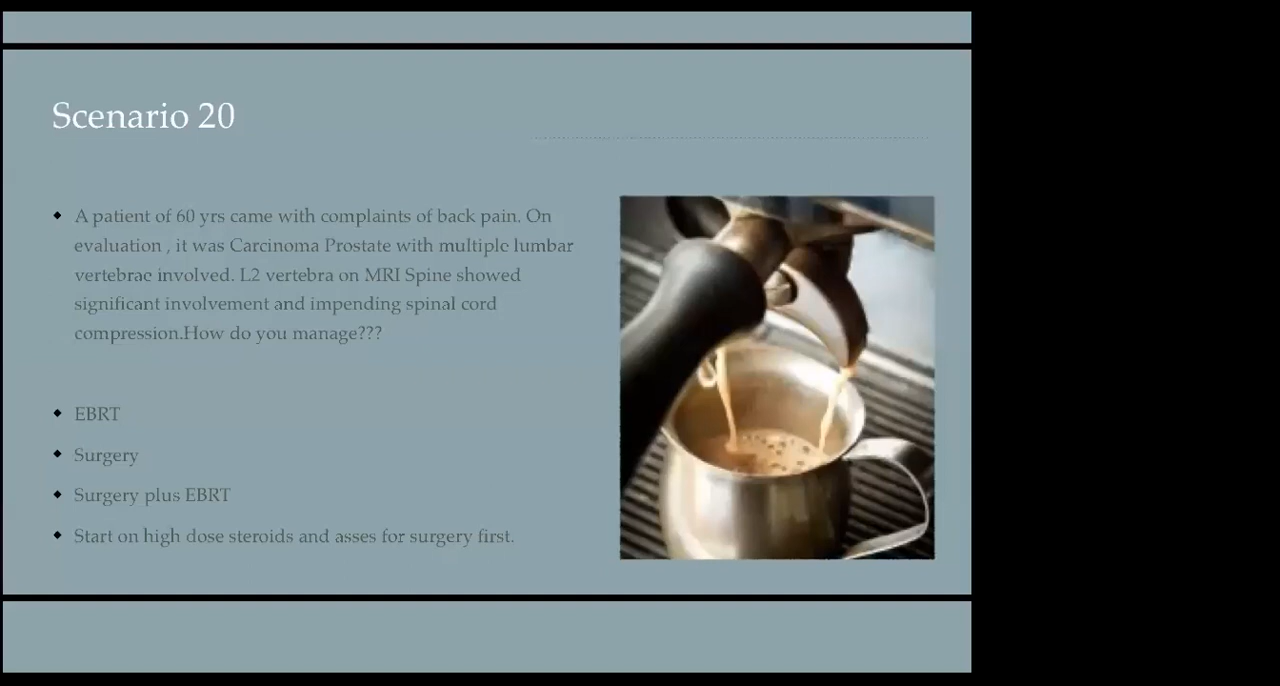 Scenario 20
A patient of 60 yrs came with complaints of back pain. On
evaluation , it was Carcinoma Prostate with multiple lumbar
vertebrae involved. L2 vertebra on MRI Spine showed
significant involvement and impending spinal cord
compression.How do you manage???
EBRT
Surgery
Surgery plus EBRT
Start on high dose steroids and asses for surgery first.